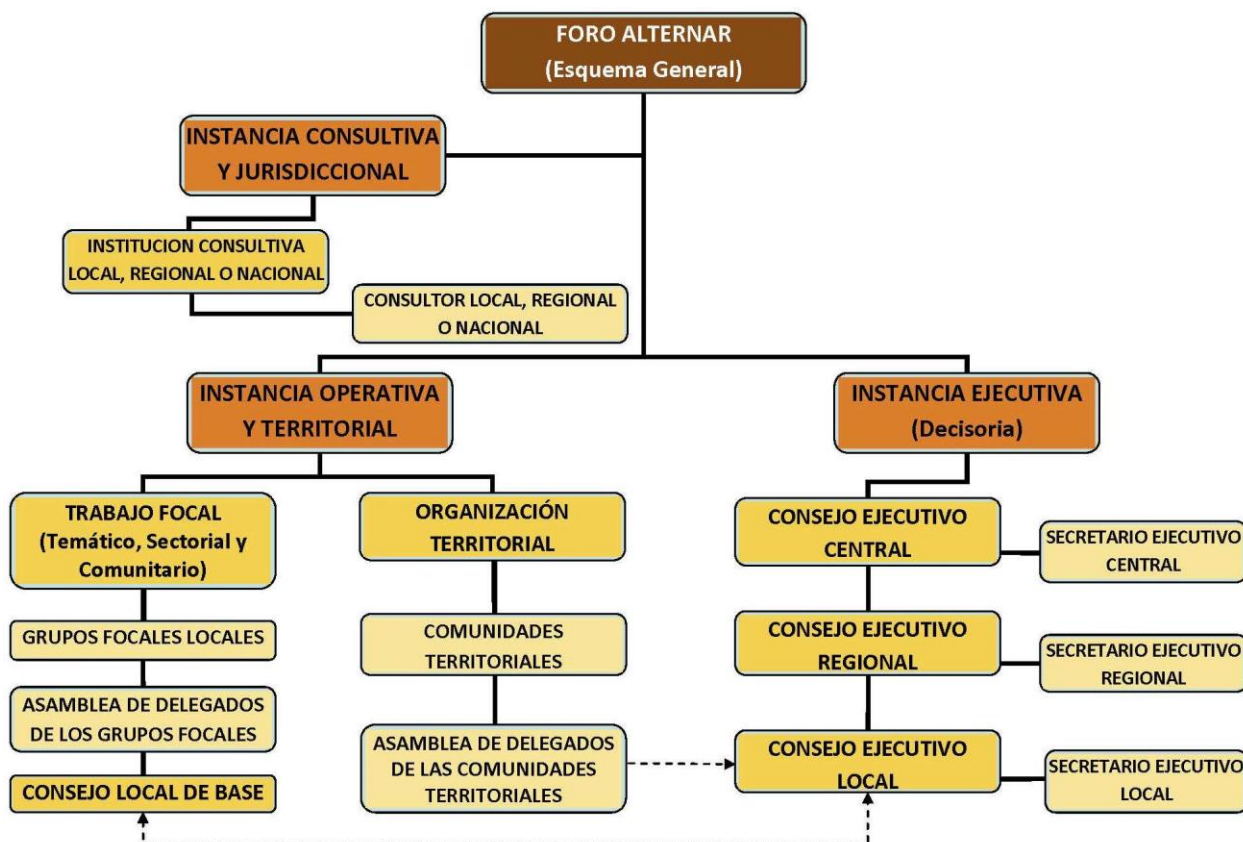 FORO ALTERNAR
(Esquema General)
INSTANCIA CONSULTIVA
Y JURISDICCIONAL
INSTITUCION CONSULTIVA
LOCAL, REGIONAL O NACIONAL
CONSULTOR LOCAL, REGIONAL
O NACIONAL
INSTANCIA OPERATIVA
Y TERRITORIAL
INSTANCIA EJECUTIVA
(Decisoria)
TRABAJO FOCAL
(Temático, Sectorial y
Comunitario)
GRUPOS FOCALES LOCALES
ASAMBLEA DE DELEGADOS
DE LOS GRUPOS FOCALES
CONSEJO LOCAL DE BASE
ORGANIZACIÓN
TERRITORIAL
COMUNIDADES
TERRITORIALES
ASAMBLEA DE DELEGADOS
DE LAS COMUNIDADES
TERRITORIALES
CONSEJO EJECUTIVO
CENTRAL
SECRETARIO EJECUTIVO
CENTRAL
CONSEJO EJECUTIVO
REGIONAL
SECRETARIO EJECUTIVO
REGIONAL
CONSEJO EJECUTIVO
LOCAL
SECRETARIO EJECUTIVO
LOCAL